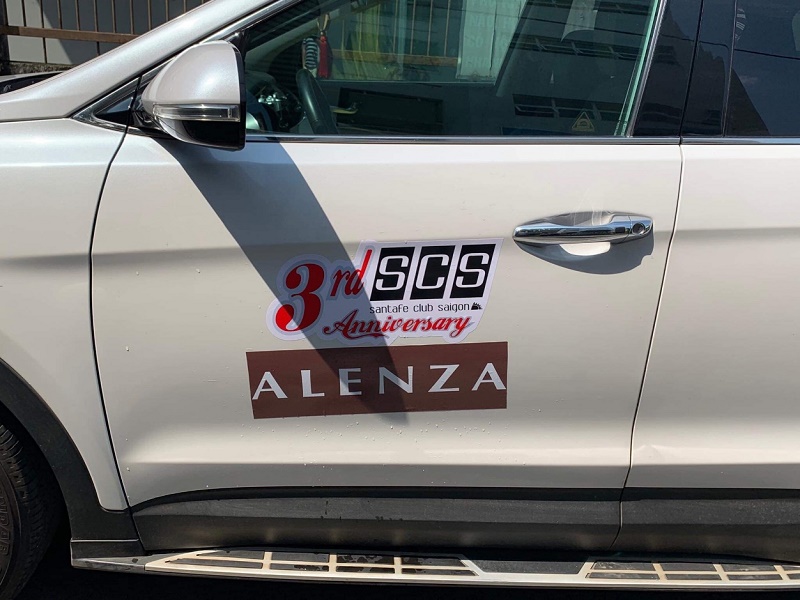 3rd SCS
santafe club saigon
Anniversary
ALENZA